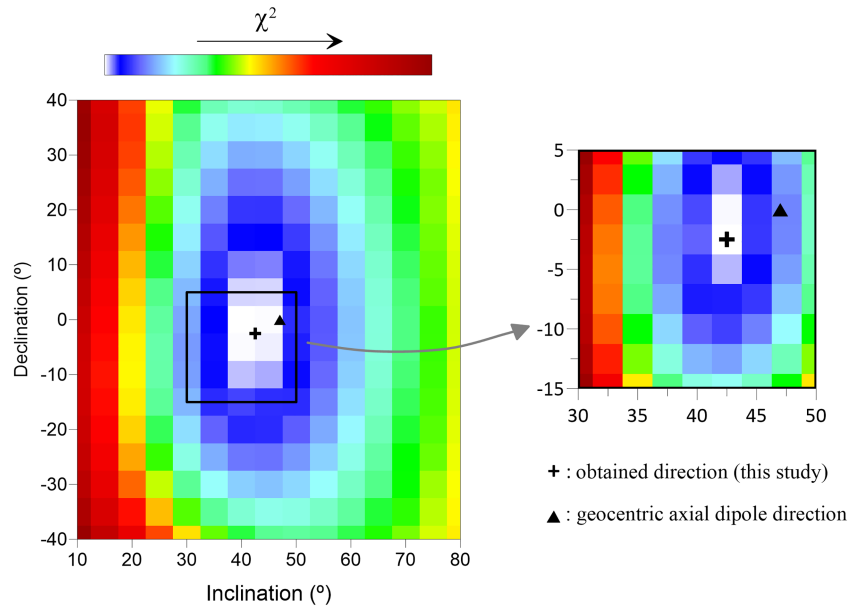 χ²
40
30
20
10
0
-10
-20
-30
-40
Declination (º)
10 20 30 40 50 60 70 80
Inclination (º)
5
0
-5
-10
-15
30 35 40 45 50
+ : obtained direction (this study)
▲ : geocentric axial dipole direction